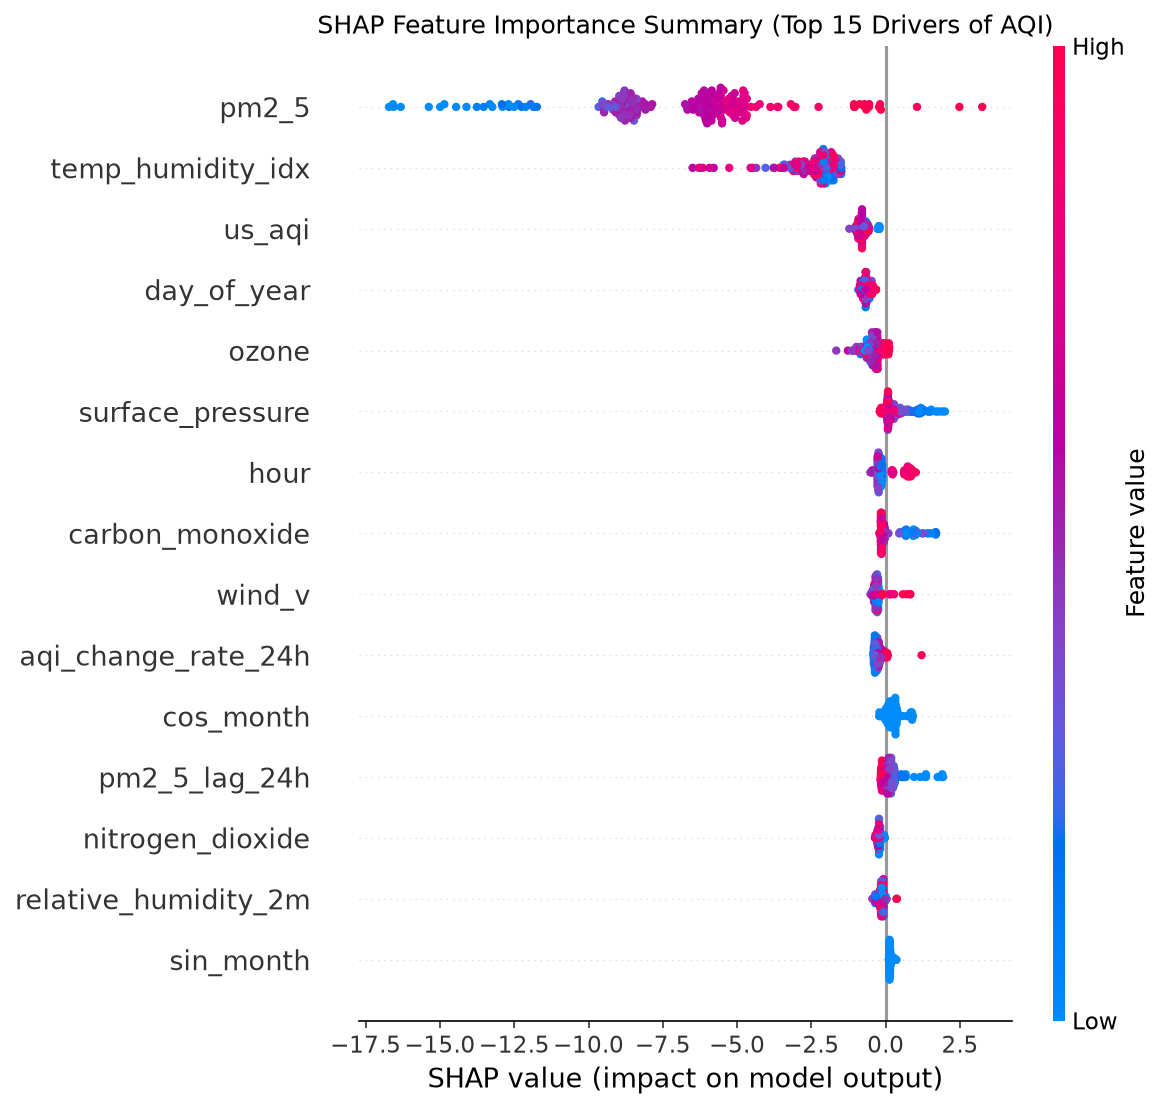 SHAP Feature Importance Summary (Top 15 Drivers of AQI)
High
pm2_5
temp_humidity_idx
us_aqi
day_of_year
ozone
surface_pressure
hour
carbon_monoxide
wind_v
aqi_change_rate_24h
cos_month
pm2_5_lag_24h
nitrogen_dioxide
relative_humidity_2m
sin_month
Feature value
Low
−17.5 −15.0 −12.5 −10.0 −7.5 −5.0 −2.5 0.0 2.5
SHAP value (impact on model output)